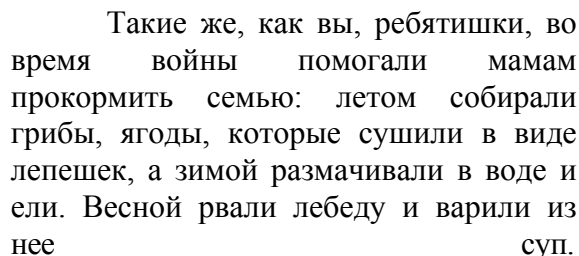 Такие же, как вы, ребятишки, во
время войны помогали мамам
прокормить семью: летом собирали
грибы, ягоды, которые сушили в виде
лепешек, а зимой размачивали в воде и
ели. Весной рвали лебеду и варили из
нее суп.